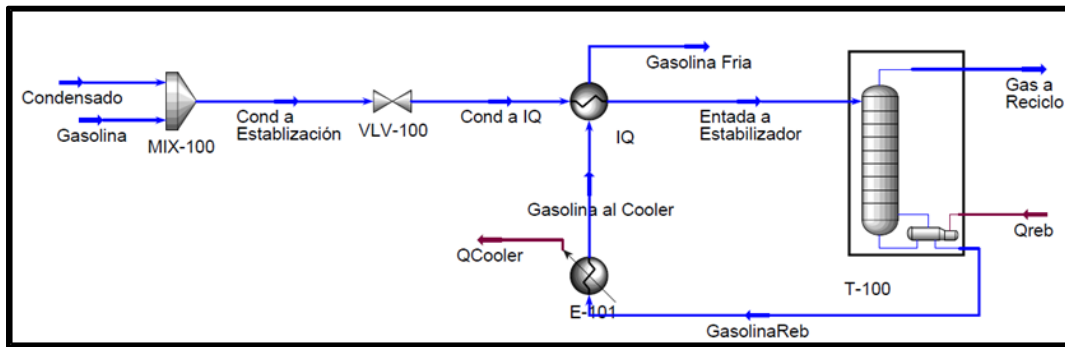 Condensado
Gasolina
MIX-100
Cond a
Establización
VLV-100
Cond a IQ
Gasolina Fria
IQ
Entada a
Estabilizador
Gas a
Reciclo
Gasolina al Cooler
QCooler
E-101
GasolinaReb
T-100
Qreb